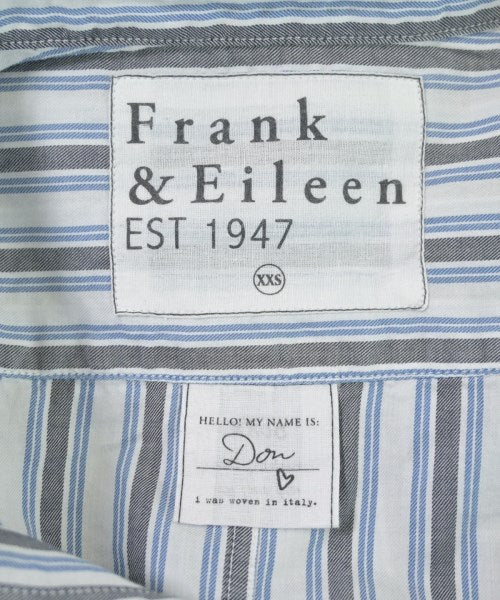 Frank
& Eileen
EST 1947
XXS
HELLO! MY NAME IS:
Don
i was woven in italy.